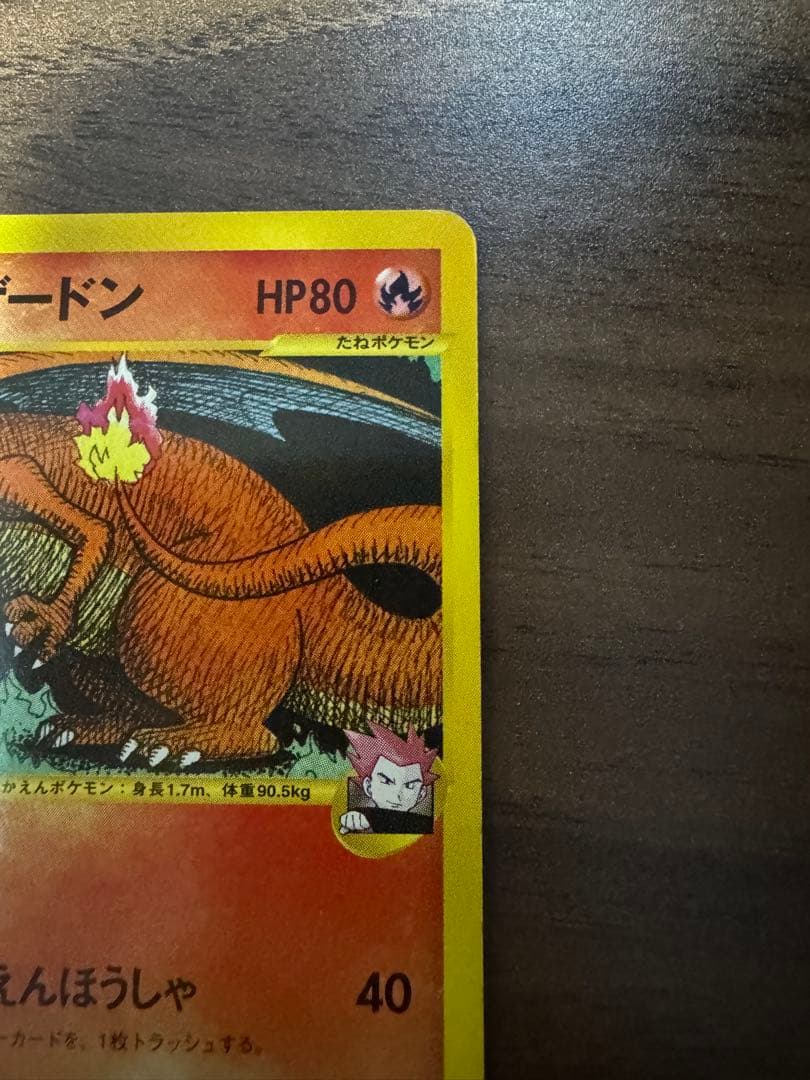 ザードン HP80
たねポケモン
かえんポケモン：身長1.7m、体重90.5kg
えんほうしゃ 40
ーカードを、1枚トラッシュする。